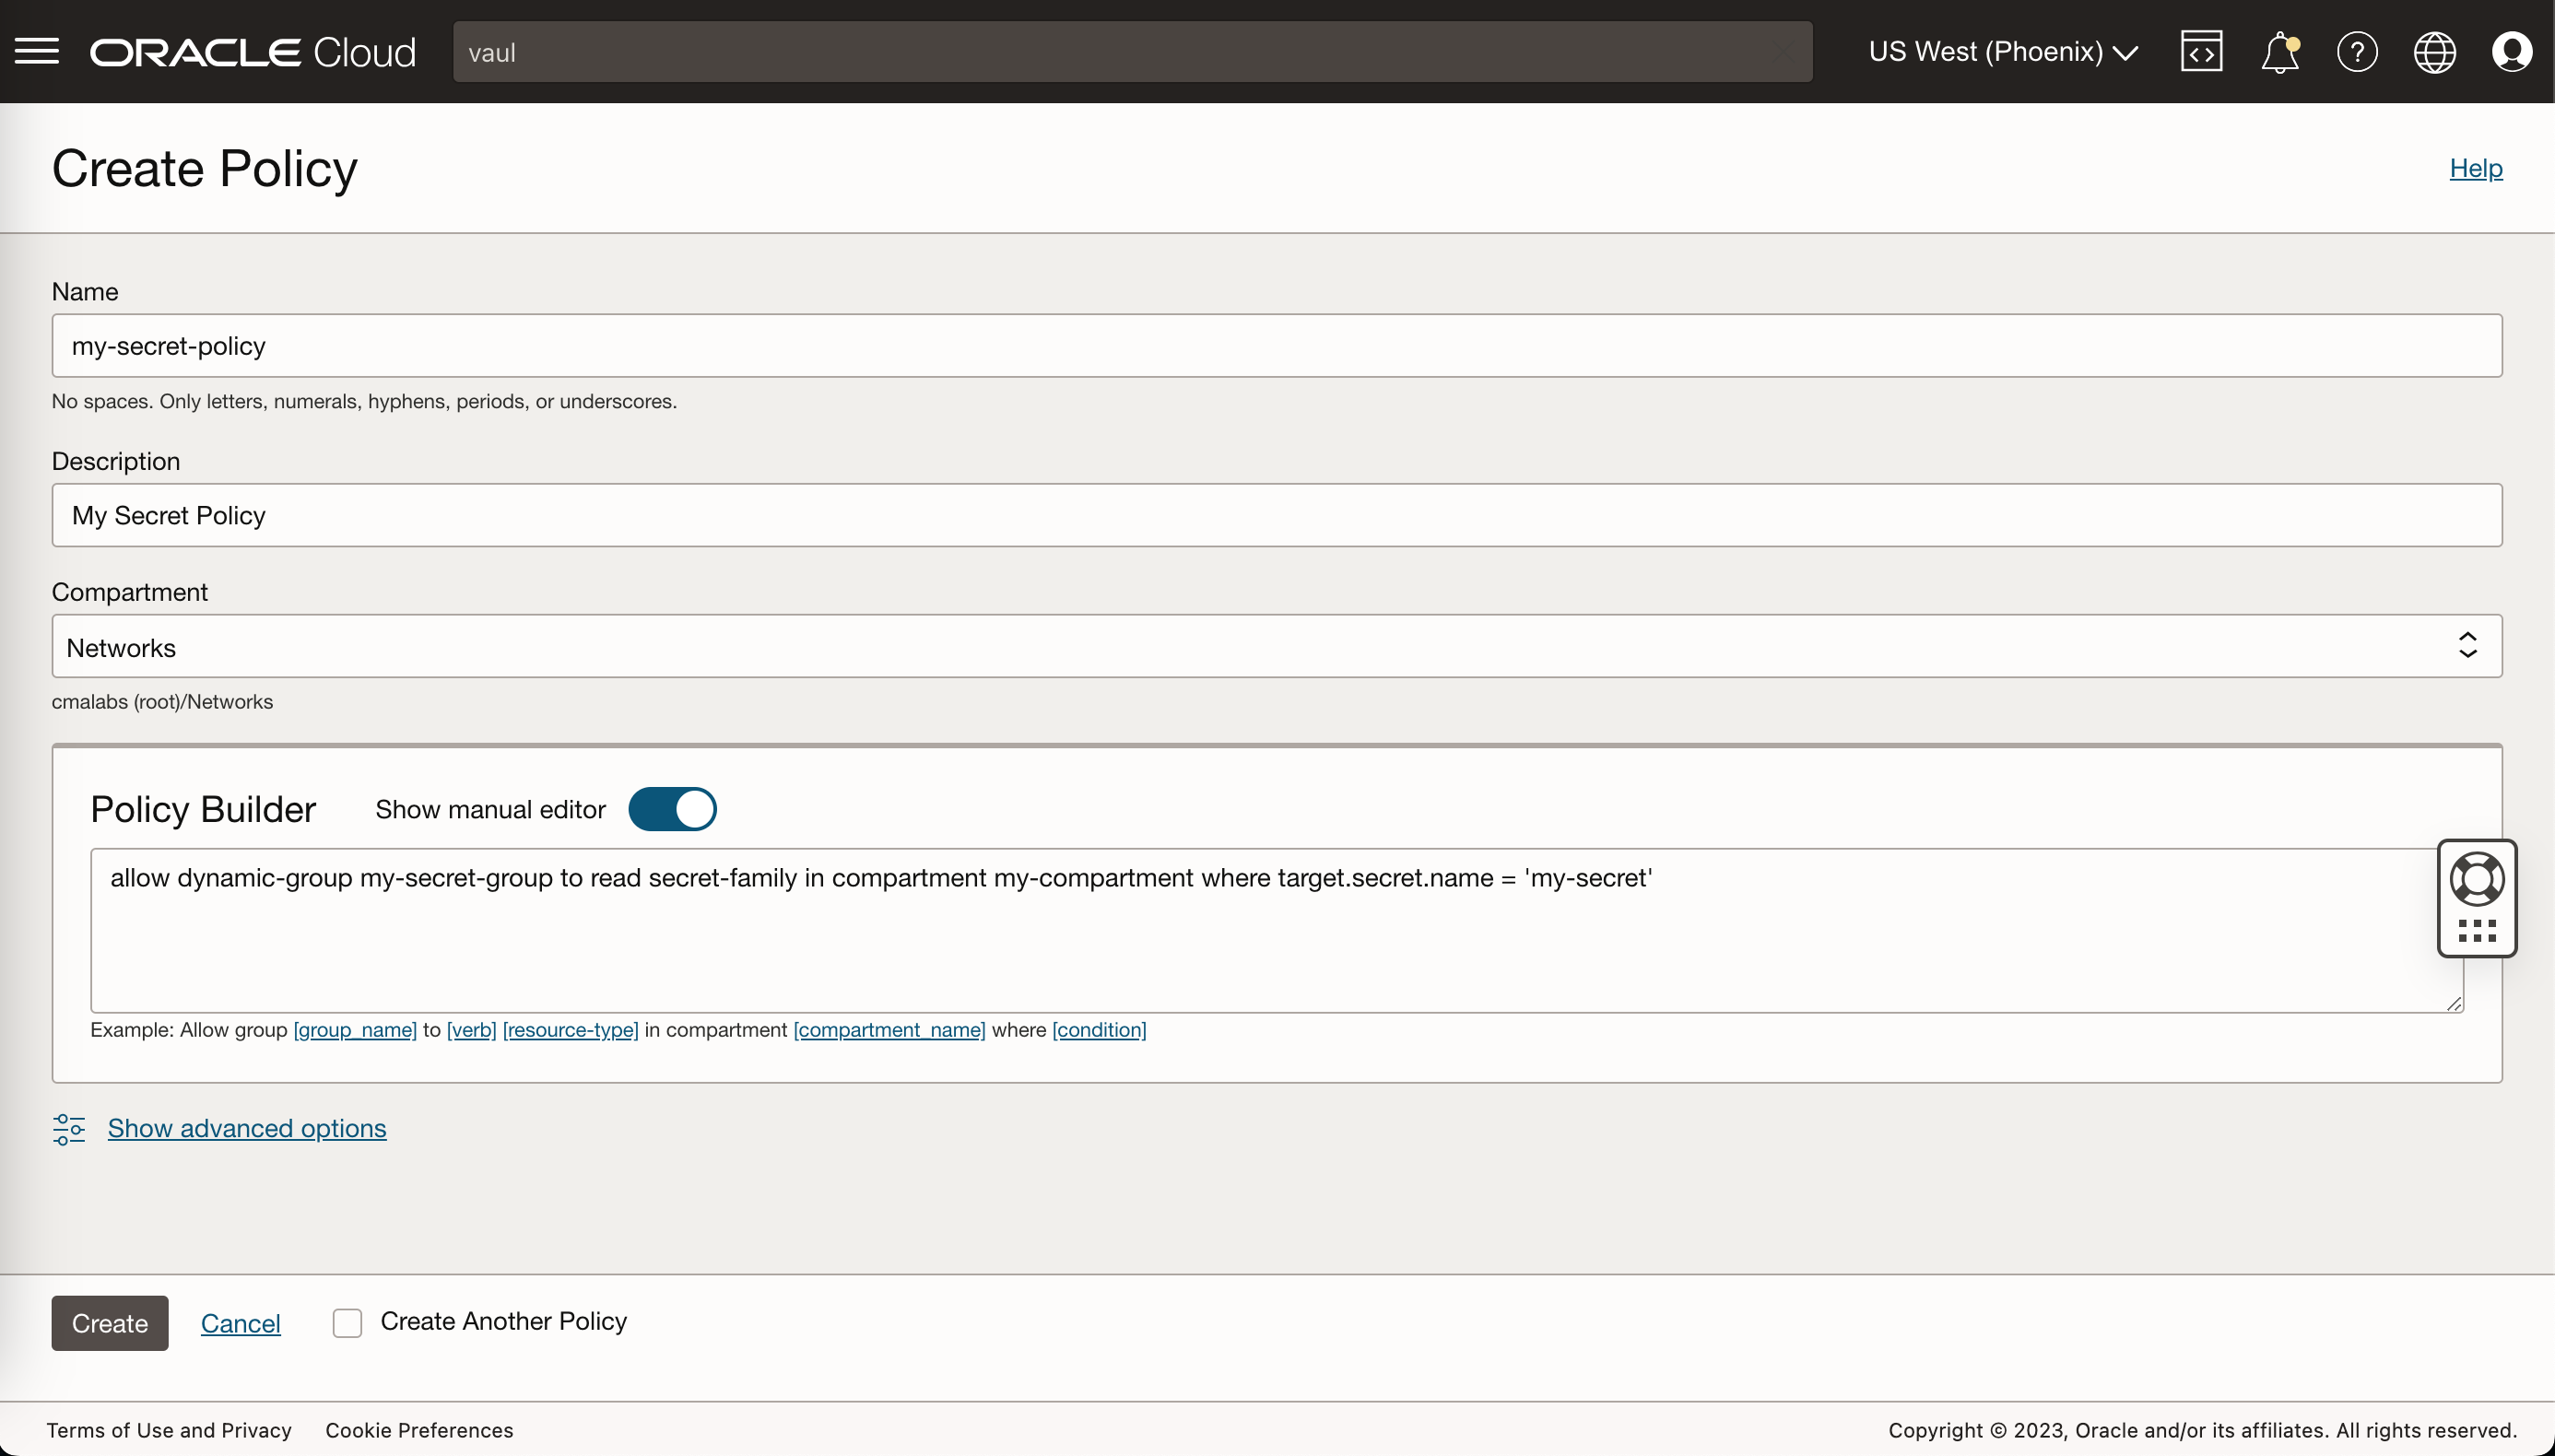 ORACLE Cloud
vaul
US West (Phoenix)
Create Policy
Help
Name
my-secret-policy
No spaces. Only letters, numerals, hyphens, periods, or underscores.
Description
My Secret Policy
Compartment
Networks
cmalabs (root)/Networks
Policy Builder
Show manual editor
allow dynamic-group my-secret-group to read secret-family in compartment my-compartment where target.secret.name = 'my-secret'
Example: Allow group [group_name] to [verb] [resource-type] in compartment [compartment_name] where [condition]
Show advanced options
Create
Cancel
Create Another Policy
Terms of Use and Privacy
Cookie Preferences
Copyright © 2023, Oracle and/or its affiliates. All rights reserved.